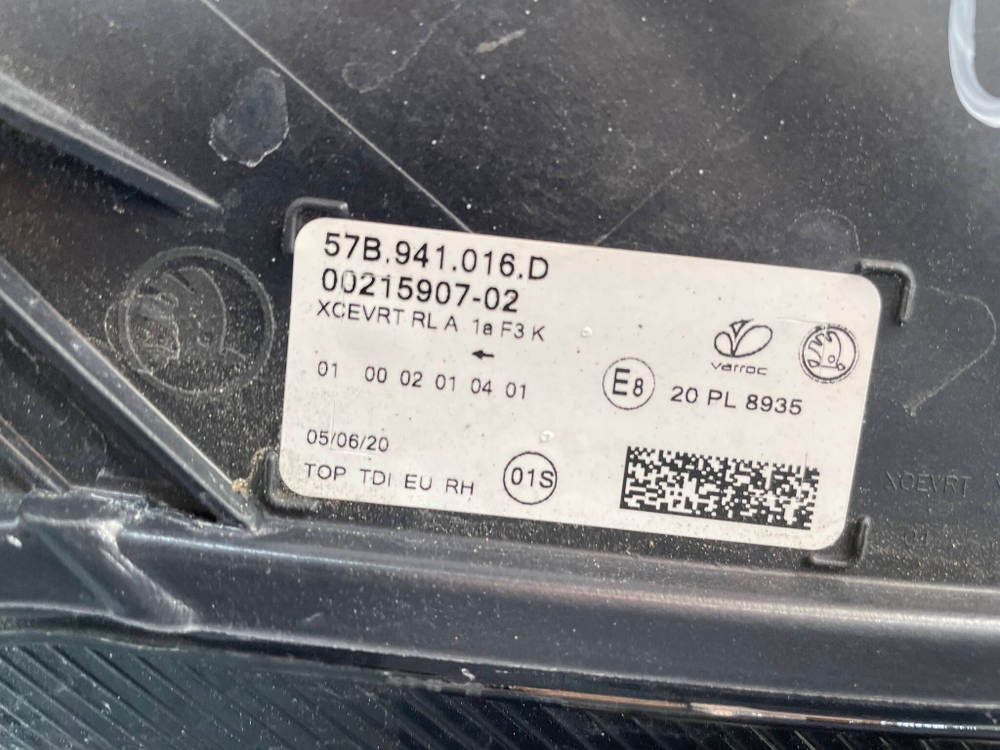 57B.941.016.D
00215907-02
XCEVRT RL A 1a F3 K
01 00 02 01 04 01
E8 20 PL 8935
varroc
05/06/20
TOP TDI EU RH 01S
XCEVRT